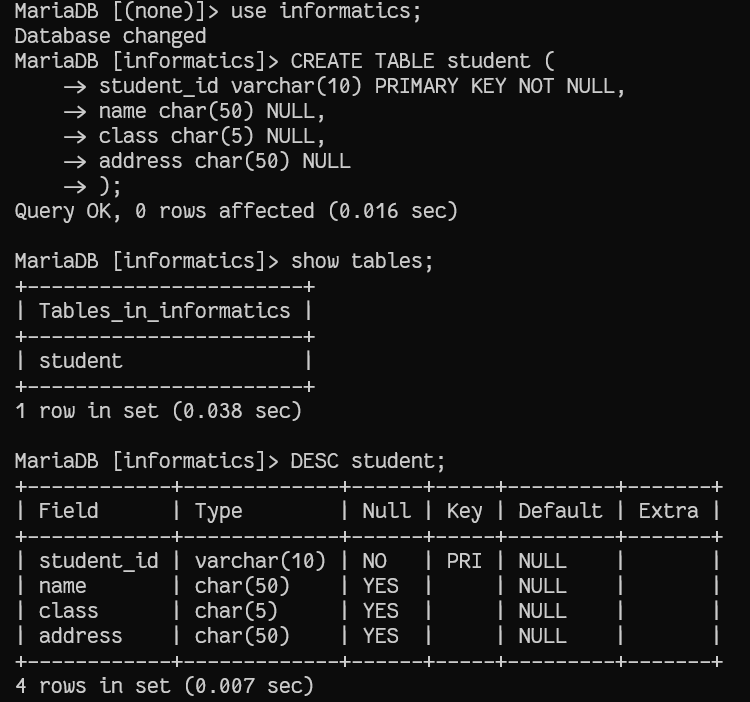 MariaDB [(none)]> use informatics;
Database changed
MariaDB [informatics]> CREATE TABLE student (
    -> student_id varchar(10) PRIMARY KEY NOT NULL,
    -> name char(50) NULL,
    -> class char(5) NULL,
    -> address char(50) NULL
    -> );
Query OK, 0 rows affected (0.016 sec)

MariaDB [informatics]> show tables;
+-----------------------+
| Tables_in_informatics |
+-----------------------+
| student               |
+-----------------------+
1 row in set (0.038 sec)

MariaDB [informatics]> DESC student;
+------------+-------------+------+-----+---------+-------+
| Field      | Type        | Null | Key | Default | Extra |
+------------+-------------+------+-----+---------+-------+
| student_id | varchar(10) | NO   | PRI | NULL    |       |
| name       | char(50)    | YES  |     | NULL    |       |
| class      | char(5)     | YES  |     | NULL    |       |
| address    | char(50)    | YES  |     | NULL    |       |
+------------+-------------+------+-----+---------+-------+
4 rows in set (0.007 sec)